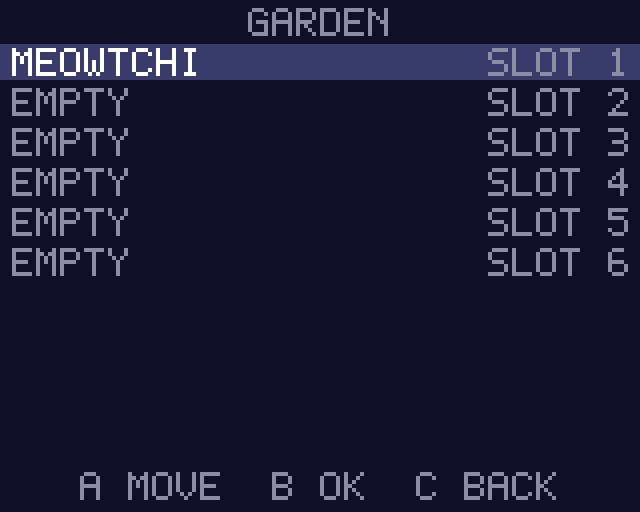 GARDEN
MEOWTCHI SLOT 1
EMPTY SLOT 2
EMPTY SLOT 3
EMPTY SLOT 4
EMPTY SLOT 5
EMPTY SLOT 6
A MOVE B OK C BACK